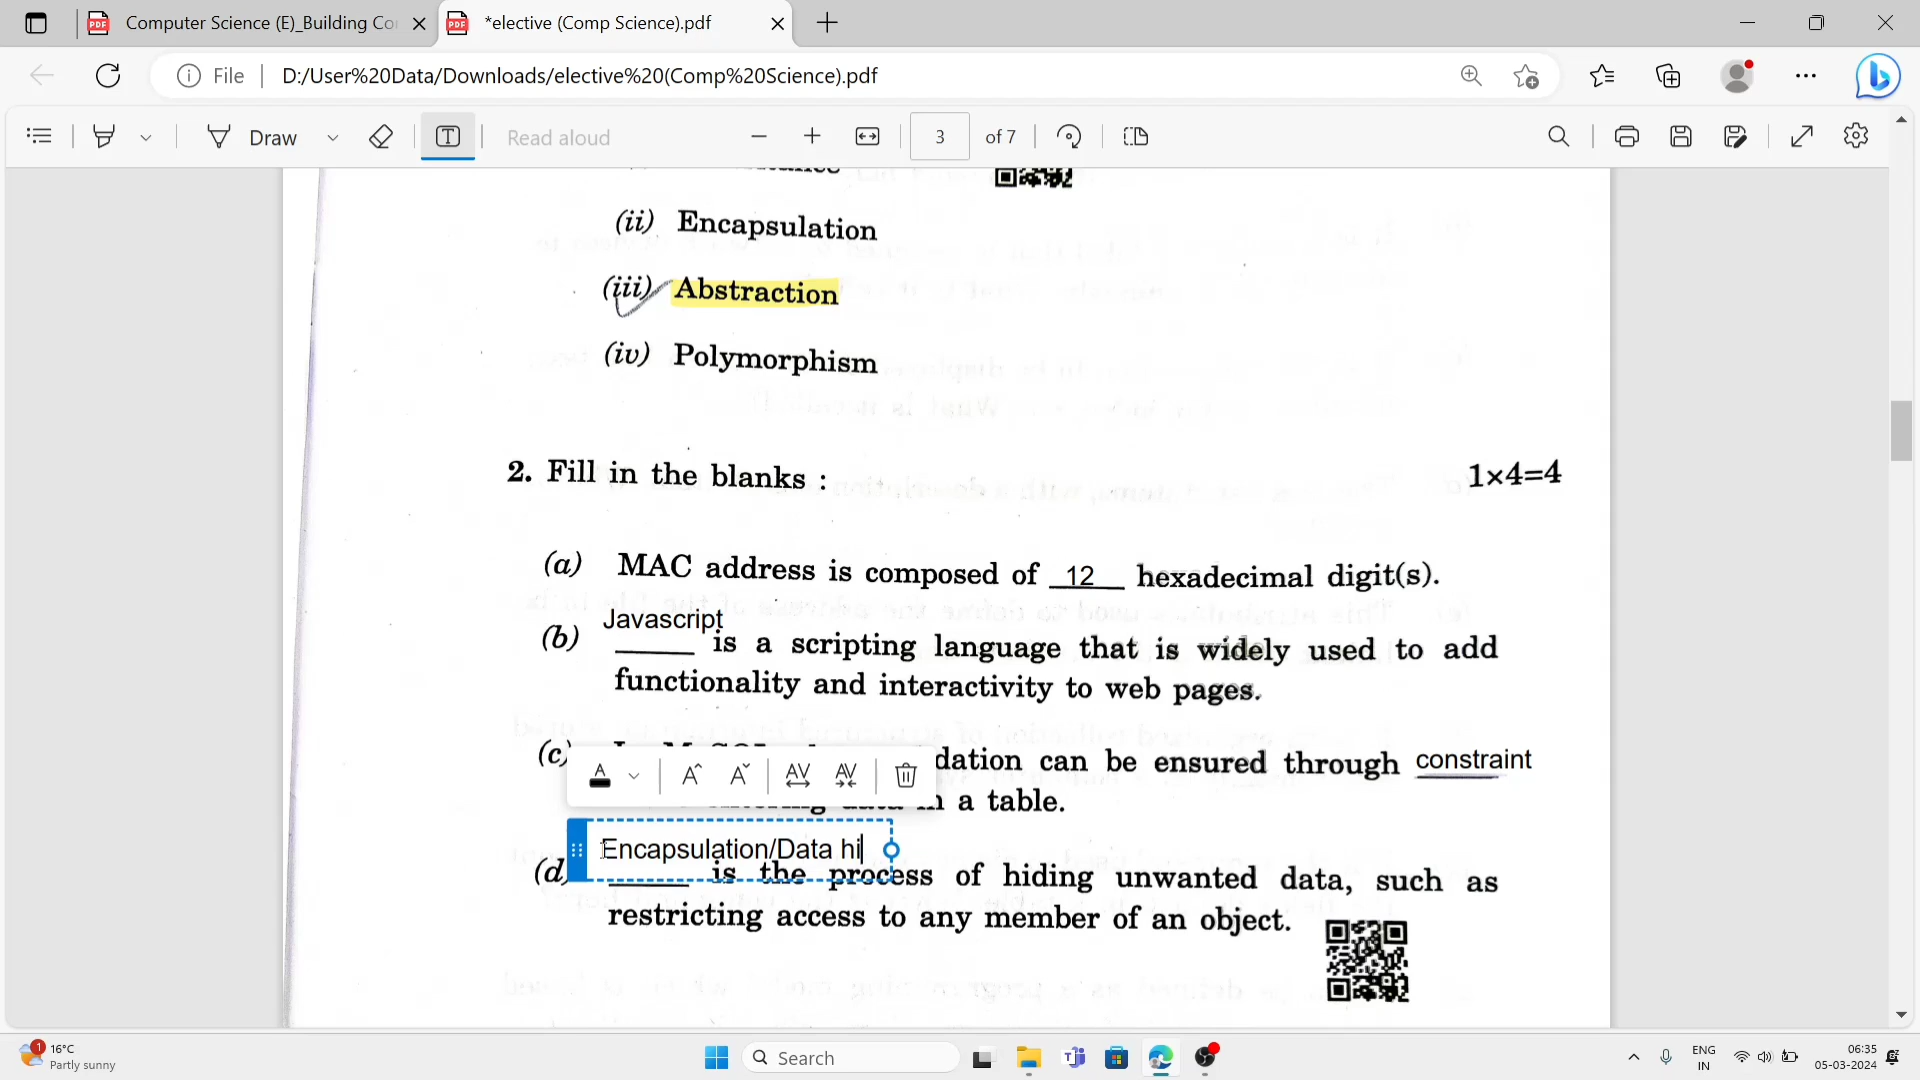 Computer Science (E)_Building Co
*elective (Comp Science).pdf
File
D:/User%20Data/Downloads/elective%20(Comp%20Science).pdf
Draw
Read aloud
3
of 7
(ii) Encapsulation
(iii) Abstraction
(iv) Polymorphism
2. Fill in the blanks :
1×4=4
(a) MAC address is composed of 12 hexadecimal digit(s).
Javascript
(b) _____ is a scripting language that is widely used to add
functionality and interactivity to web pages.
(c) dation can be ensured through constraint
in a table.
Encapsulation/Data hi
(d) _____ is the process of hiding unwanted data, such as
restricting access to any member of an object.
1
16°C
Partly sunny
Search
ENG
IN
06:35
05-03-2024